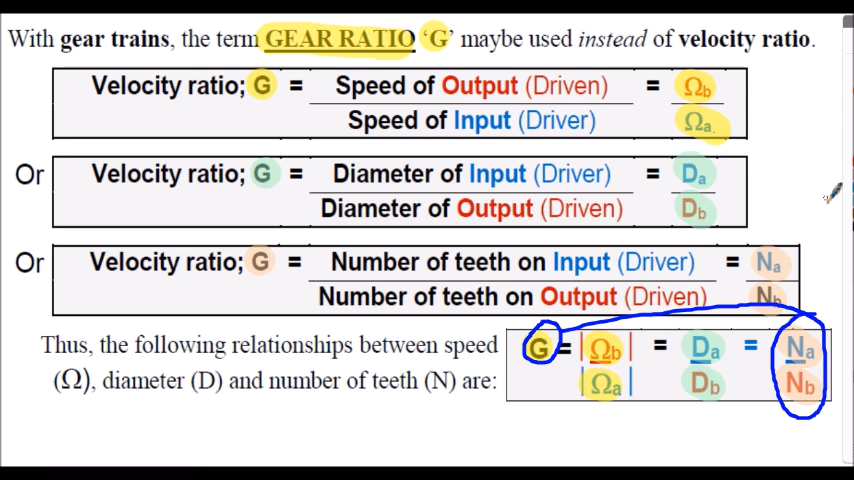 With gear trains, the term GEAR RATIO ‘G’ maybe used instead of velocity ratio.
Velocity ratio; G = Speed of Output (Driven) = Ωb
Speed of Input (Driver) Ωa.
Or Velocity ratio; G = Diameter of Input (Driver) = Da
Diameter of Output (Driven) Db
Or Velocity ratio; G = Number of teeth on Input (Driver) = Na
Number of teeth on Output (Driven) Nb
Thus, the following relationships between speed G = |Ωb| = Da = Na
(Ω), diameter (D) and number of teeth (N) are: |Ωa| Db Nb